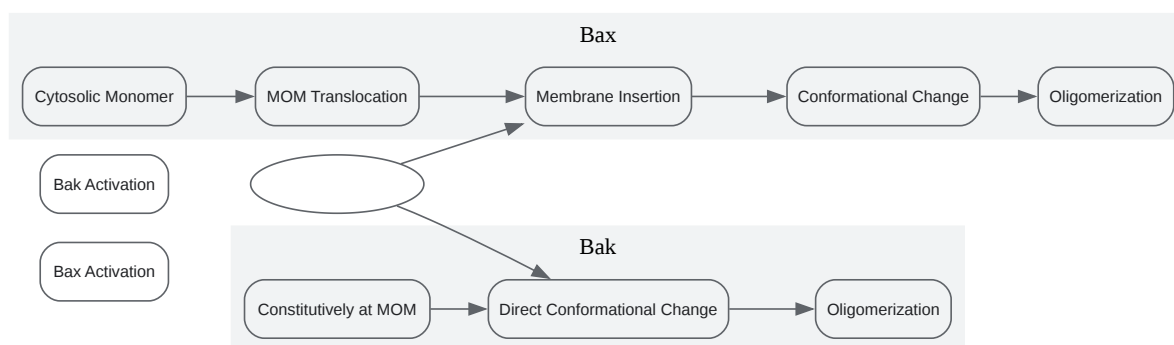 Bax
Cytosolic Monomer
MOM Translocation
Membrane Insertion
Conformational Change
Oligomerization
Bak Activation
Bax Activation
Bak
Constitutively at MOM
Direct Conformational Change
Oligomerization